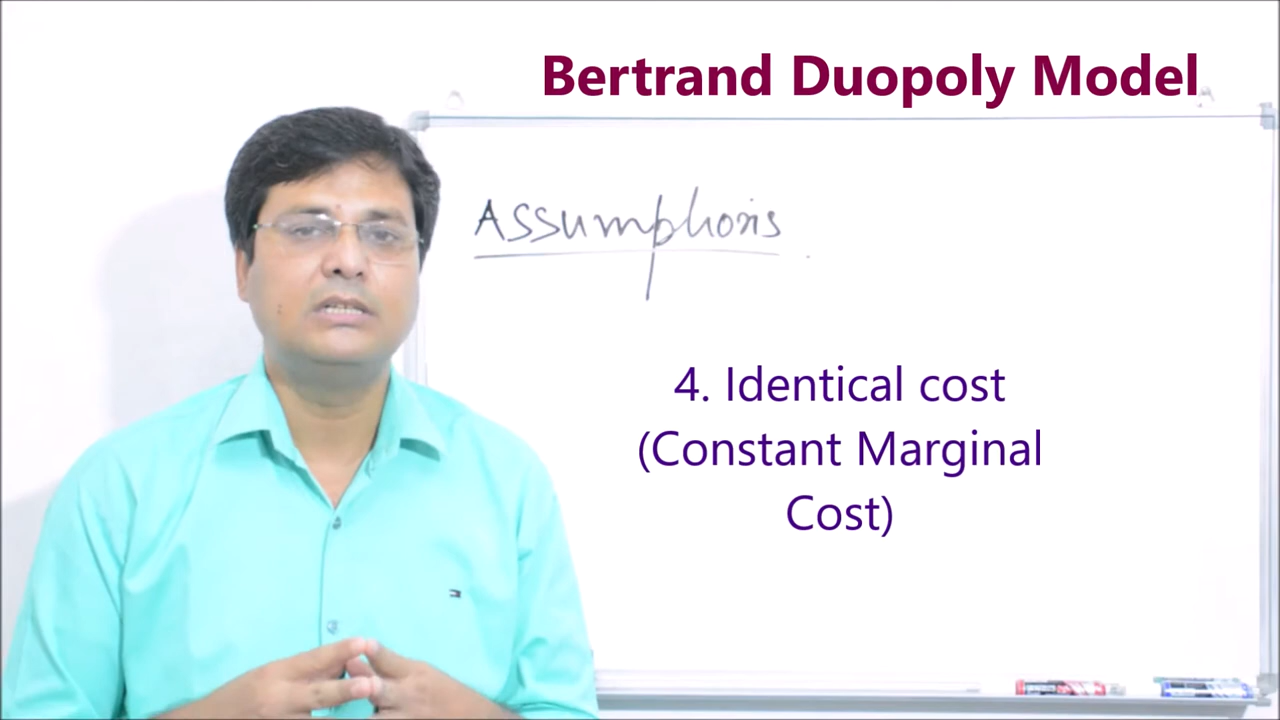 Bertrand Duopoly Model
Assumptions
4. Identical cost
(Constant Marginal
Cost)